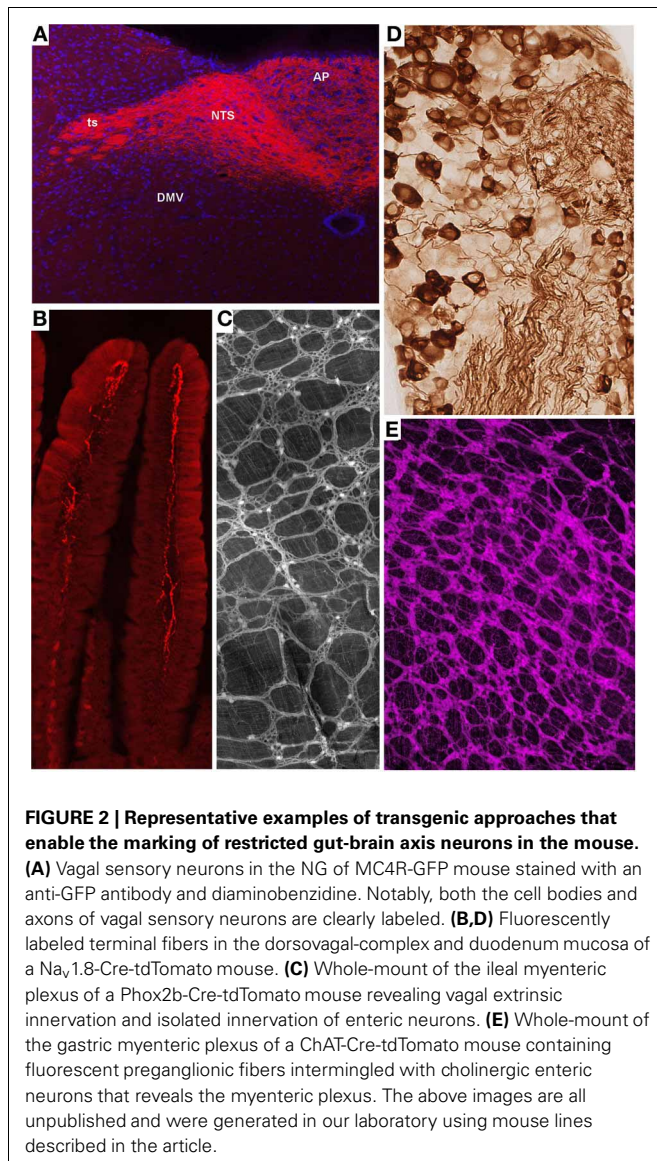 A
AP
ts
NTS
DMV
B
C
D
E
FIGURE 2 | Representative examples of transgenic approaches that
enable the marking of restricted gut-brain axis neurons in the mouse.
(A) Vagal sensory neurons in the NG of MC4R-GFP mouse stained with an
anti-GFP antibody and diaminobenzidine. Notably, both the cell bodies and
axons of vagal sensory neurons are clearly labeled. (B,D) Fluorescently
labeled terminal fibers in the dorsovagal-complex and duodenum mucosa of
a Nav1.8-Cre-tdTomato mouse. (C) Whole-mount of the ileal myenteric
plexus of a Phox2b-Cre-tdTomato mouse revealing vagal extrinsic
innervation and isolated innervation of enteric neurons. (E) Whole-mount of
the gastric myenteric plexus of a ChAT-Cre-tdTomato mouse containing
fluorescent preganglionic fibers intermingled with cholinergic enteric
neurons that reveals the myenteric plexus. The above images are all
unpublished and were generated in our laboratory using mouse lines
described in the article.